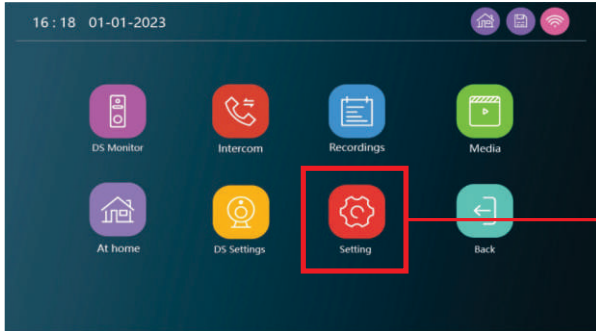 16:18 01-01-2023
DS Monitor Intercom Recordings Media
At home DS Settings Setting Back